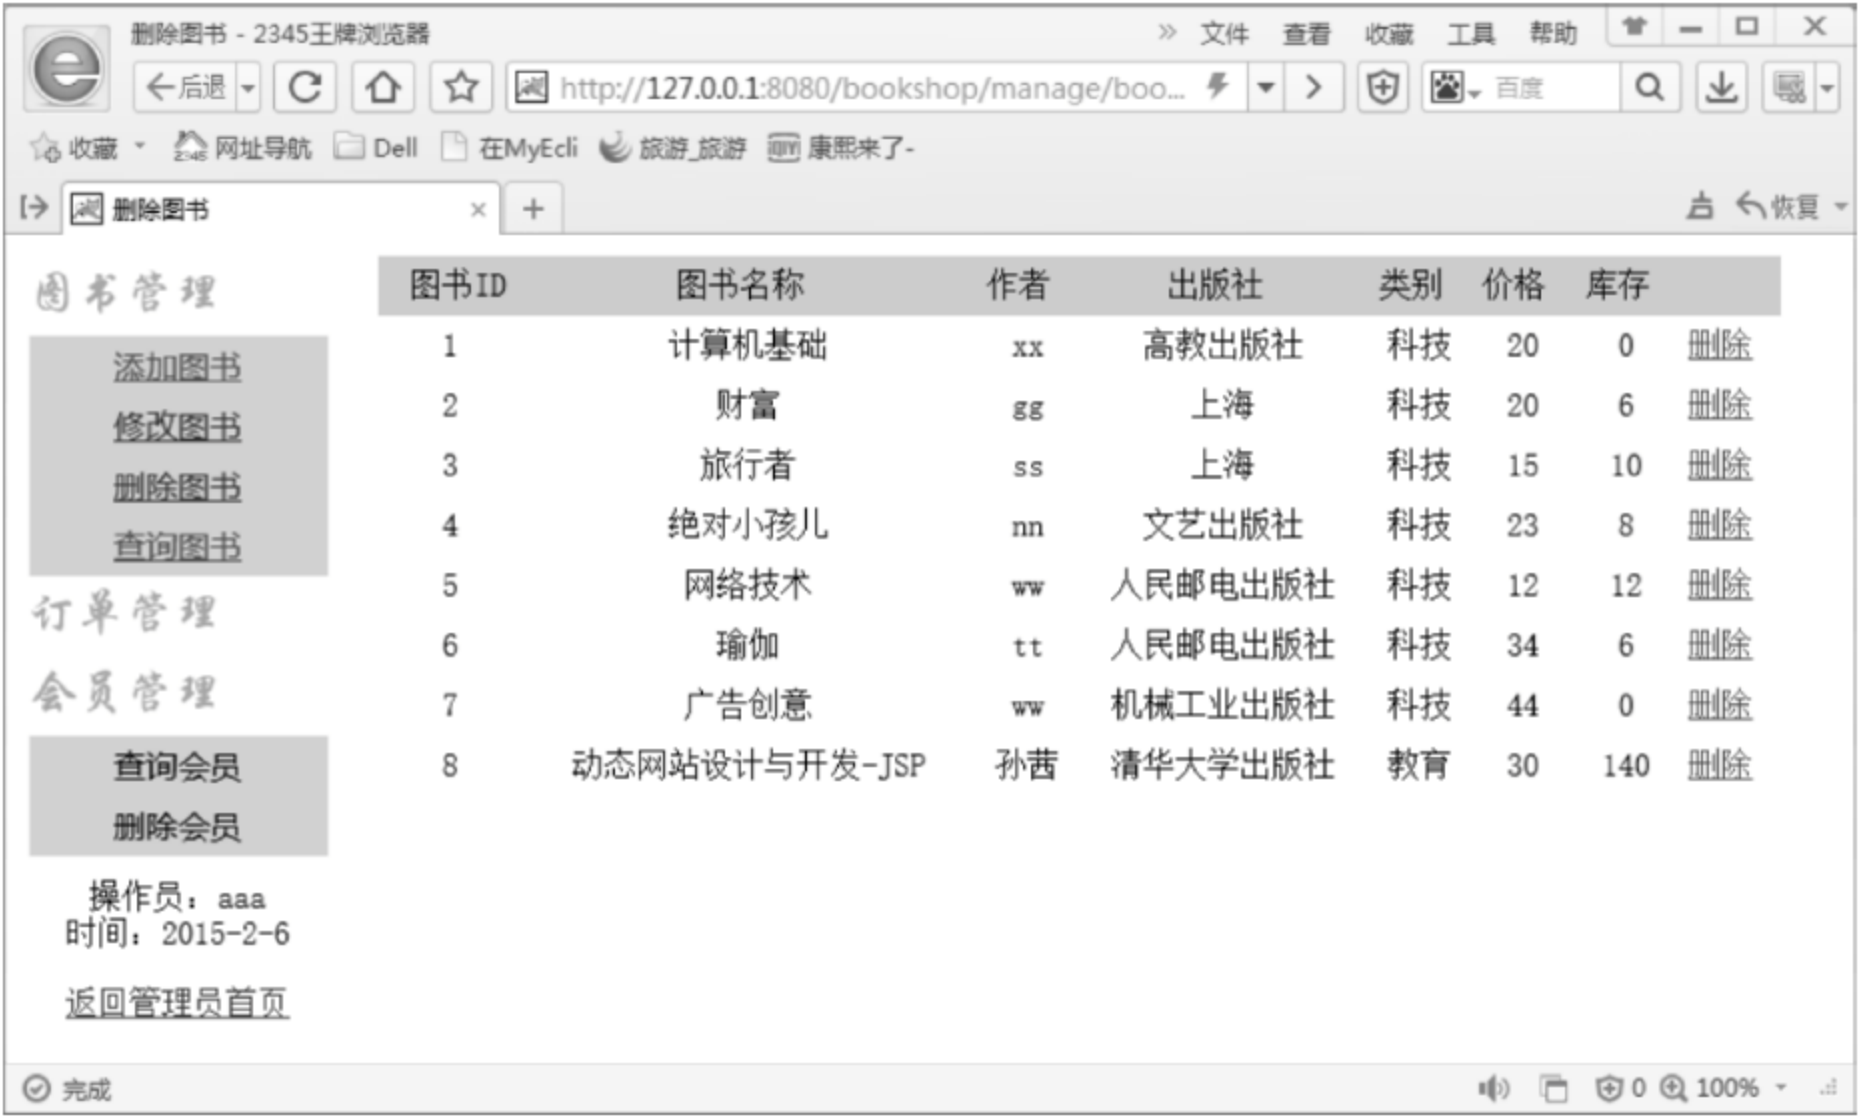 删除图书 - 2345王牌浏览器 » 文件 查看 收藏 工具 帮助
后退 http://127.0.0.1:8080/bookshop/manage/boo... 百度
收藏 2345 网址导航 Dell 在MyEcli 旅游_旅游 康熙来了-
删除图书 恢复
图书管理
添加图书
修改图书
删除图书
查询图书
订单管理
会员管理
查询会员
删除会员
操作员：aaa
时间：2015-2-6
返回管理员首页
图书ID 图书名称 作者 出版社 类别 价格 库存
1 计算机基础 xx 高教出版社 科技 20 0 删除
2 财富 gg 上海 科技 20 6 删除
3 旅行者 ss 上海 科技 15 10 删除
4 绝对小孩儿 nn 文艺出版社 科技 23 8 删除
5 网络技术 ww 人民邮电出版社 科技 12 12 删除
6 瑜伽 tt 人民邮电出版社 科技 34 6 删除
7 广告创意 ww 机械工业出版社 科技 44 0 删除
8 动态网站设计与开发-JSP 孙茜 清华大学出版社 教育 30 140 删除
完成 0 100%